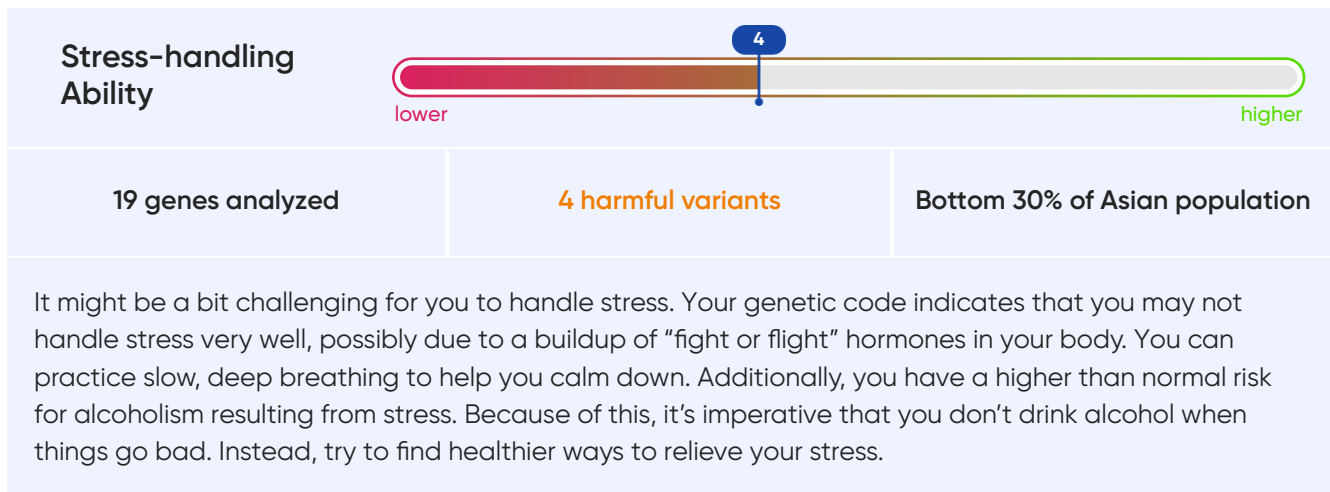 Stress-handling
Ability
4
lower
higher
19 genes analyzed
4 harmful variants
Bottom 30% of Asian population
It might be a bit challenging for you to handle stress. Your genetic code indicates that you may not
handle stress very well, possibly due to a buildup of “fight or flight” hormones in your body. You can
practice slow, deep breathing to help you calm down. Additionally, you have a higher than normal risk
for alcoholism resulting from stress. Because of this, it’s imperative that you don’t drink alcohol when
things go bad. Instead, try to find healthier ways to relieve your stress.